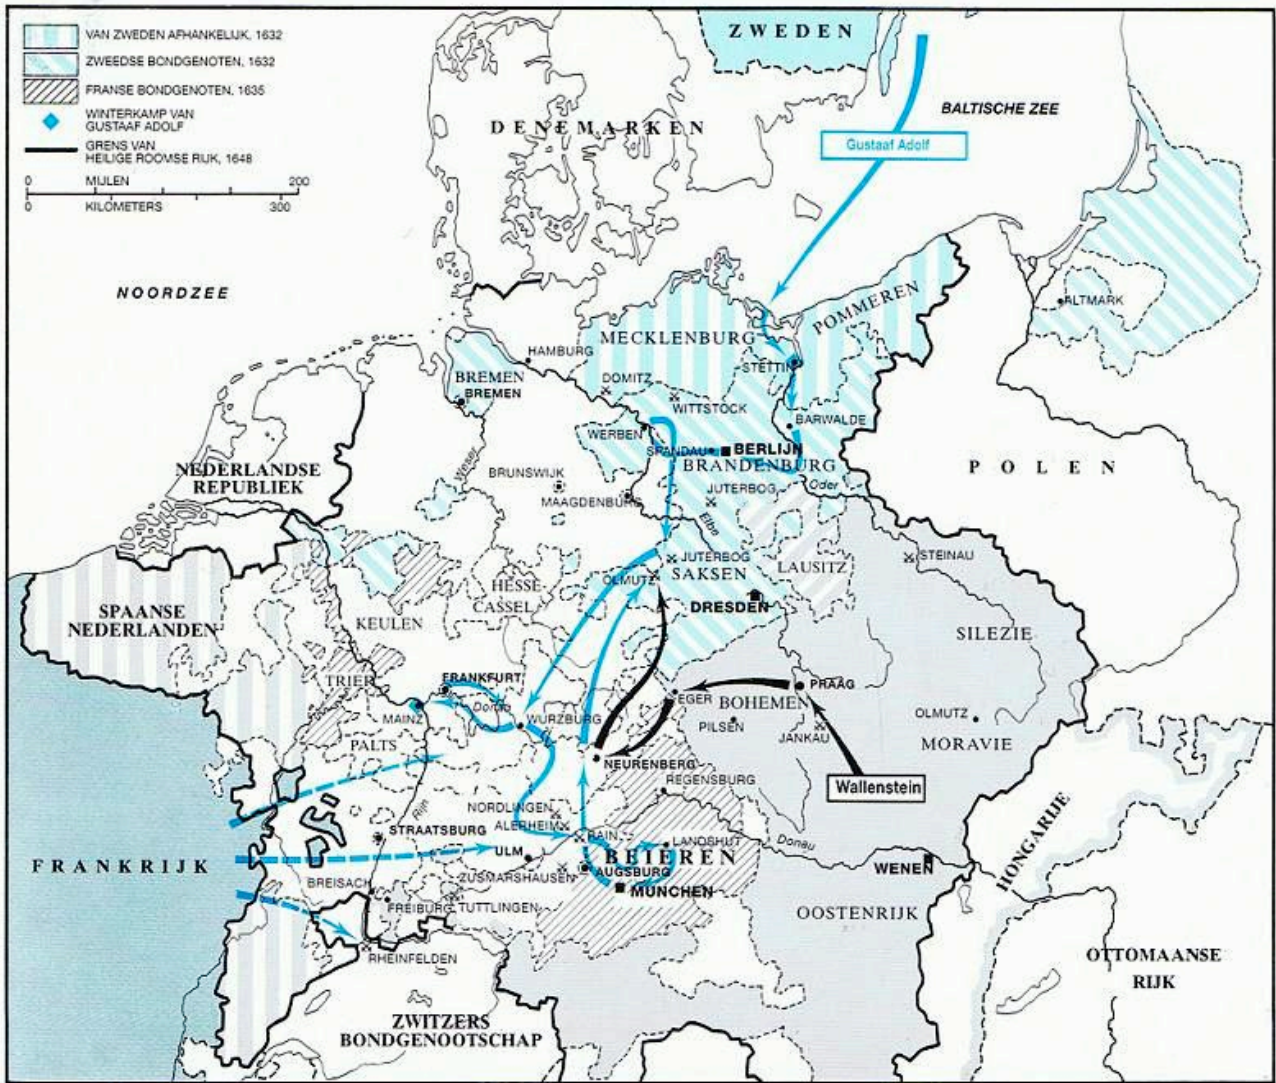 VAN ZWEDEN AFHANKELIJK, 1632
ZWEEDSE BONDGENOTEN, 1632
FRANSE BONDGENOTEN, 1635
WINTERKAMP VAN
GUSTAAF ADOLF
GRENS VAN
HEILIGE ROOMSE RIJK, 1648
0 MIJLEN 200
0 KILOMETERS 300
ZWEDEN
BALTISCHE ZEE
DENEMARKEN
Gustaaf Adolf
NOORDZEE
POMMEREN
ALTMARK
MECKLENBURG
HAMBURG
STETTIN
BREMEN
BREMEN
DOMITZ
WITTSTOCK
BARWALDE
WERBEN
SPANDAU
BERLIJN
BRANDENBURG
POLEN
NEDERLANDSE
REPUBLIEK
Weser
BRUNSWIJK
MAAGDENBURG
JUTERBOG
Oder
Elbe
JUTERBOG
STEINAU
OLMUTZ
SAKSEN
LAUSITZ
HESSE
CASSEL
DRESDEN
SPAANSE
NEDERLANDEN
KEULEN
SILEZIE
TRIER
FRANKFURT
PRAAG
EGER
BOHEMEN
MAINZ
Donau
WURZBURG
PILSEN
JANKAU
OLMUTZ
MORAVIE
PALTS
NEURENBERG
REGENSBURG
Wallenstein
Rijn
NORDLINGEN
ALERHEIM
STRAATSBURG
RAIN
LANDSHUT
Donau
HONGARIJE
FRANKRIJK
ULM
BEIEREN
WENEN
ZUSMARSHAUSEN
AUGSBURG
BREISACH
MUNCHEN
FREIBURG
TUTTLINGEN
OOSTENRIJK
RHEINFELDEN
OTTOMAANSE
RIJK
ZWITZERS
BONDGENOOTSCHAP